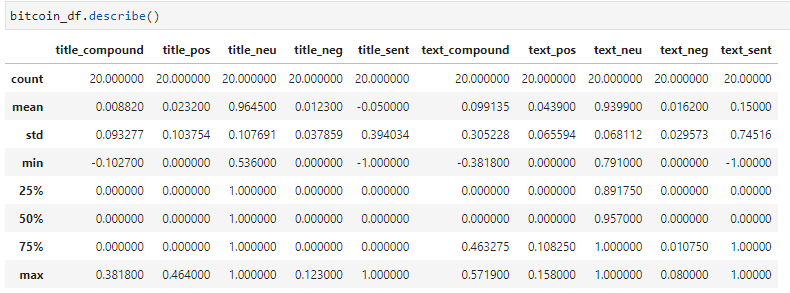 bitcoin_df.describe()
title_compound title_pos title_neu title_neg title_sent text_compound text_pos text_neu text_neg text_sent
count 20.000000 20.000000 20.000000 20.000000 20.000000 20.000000 20.000000 20.000000 20.000000 20.00000
mean 0.008820 0.023200 0.964500 0.012300 -0.050000 0.099135 0.043900 0.939900 0.016200 0.15000
std 0.093277 0.103754 0.107691 0.037859 0.394034 0.305228 0.065594 0.068112 0.029573 0.74516
min -0.102700 0.000000 0.536000 0.000000 -1.000000 -0.381800 0.000000 0.791000 0.000000 -1.00000
25% 0.000000 0.000000 1.000000 0.000000 0.000000 0.000000 0.000000 0.891750 0.000000 0.00000
50% 0.000000 0.000000 1.000000 0.000000 0.000000 0.000000 0.000000 0.957000 0.000000 0.00000
75% 0.000000 0.000000 1.000000 0.000000 0.000000 0.463275 0.108250 1.000000 0.010750 1.00000
max 0.381800 0.464000 1.000000 0.123000 1.000000 0.571900 0.158000 1.000000 0.080000 1.00000